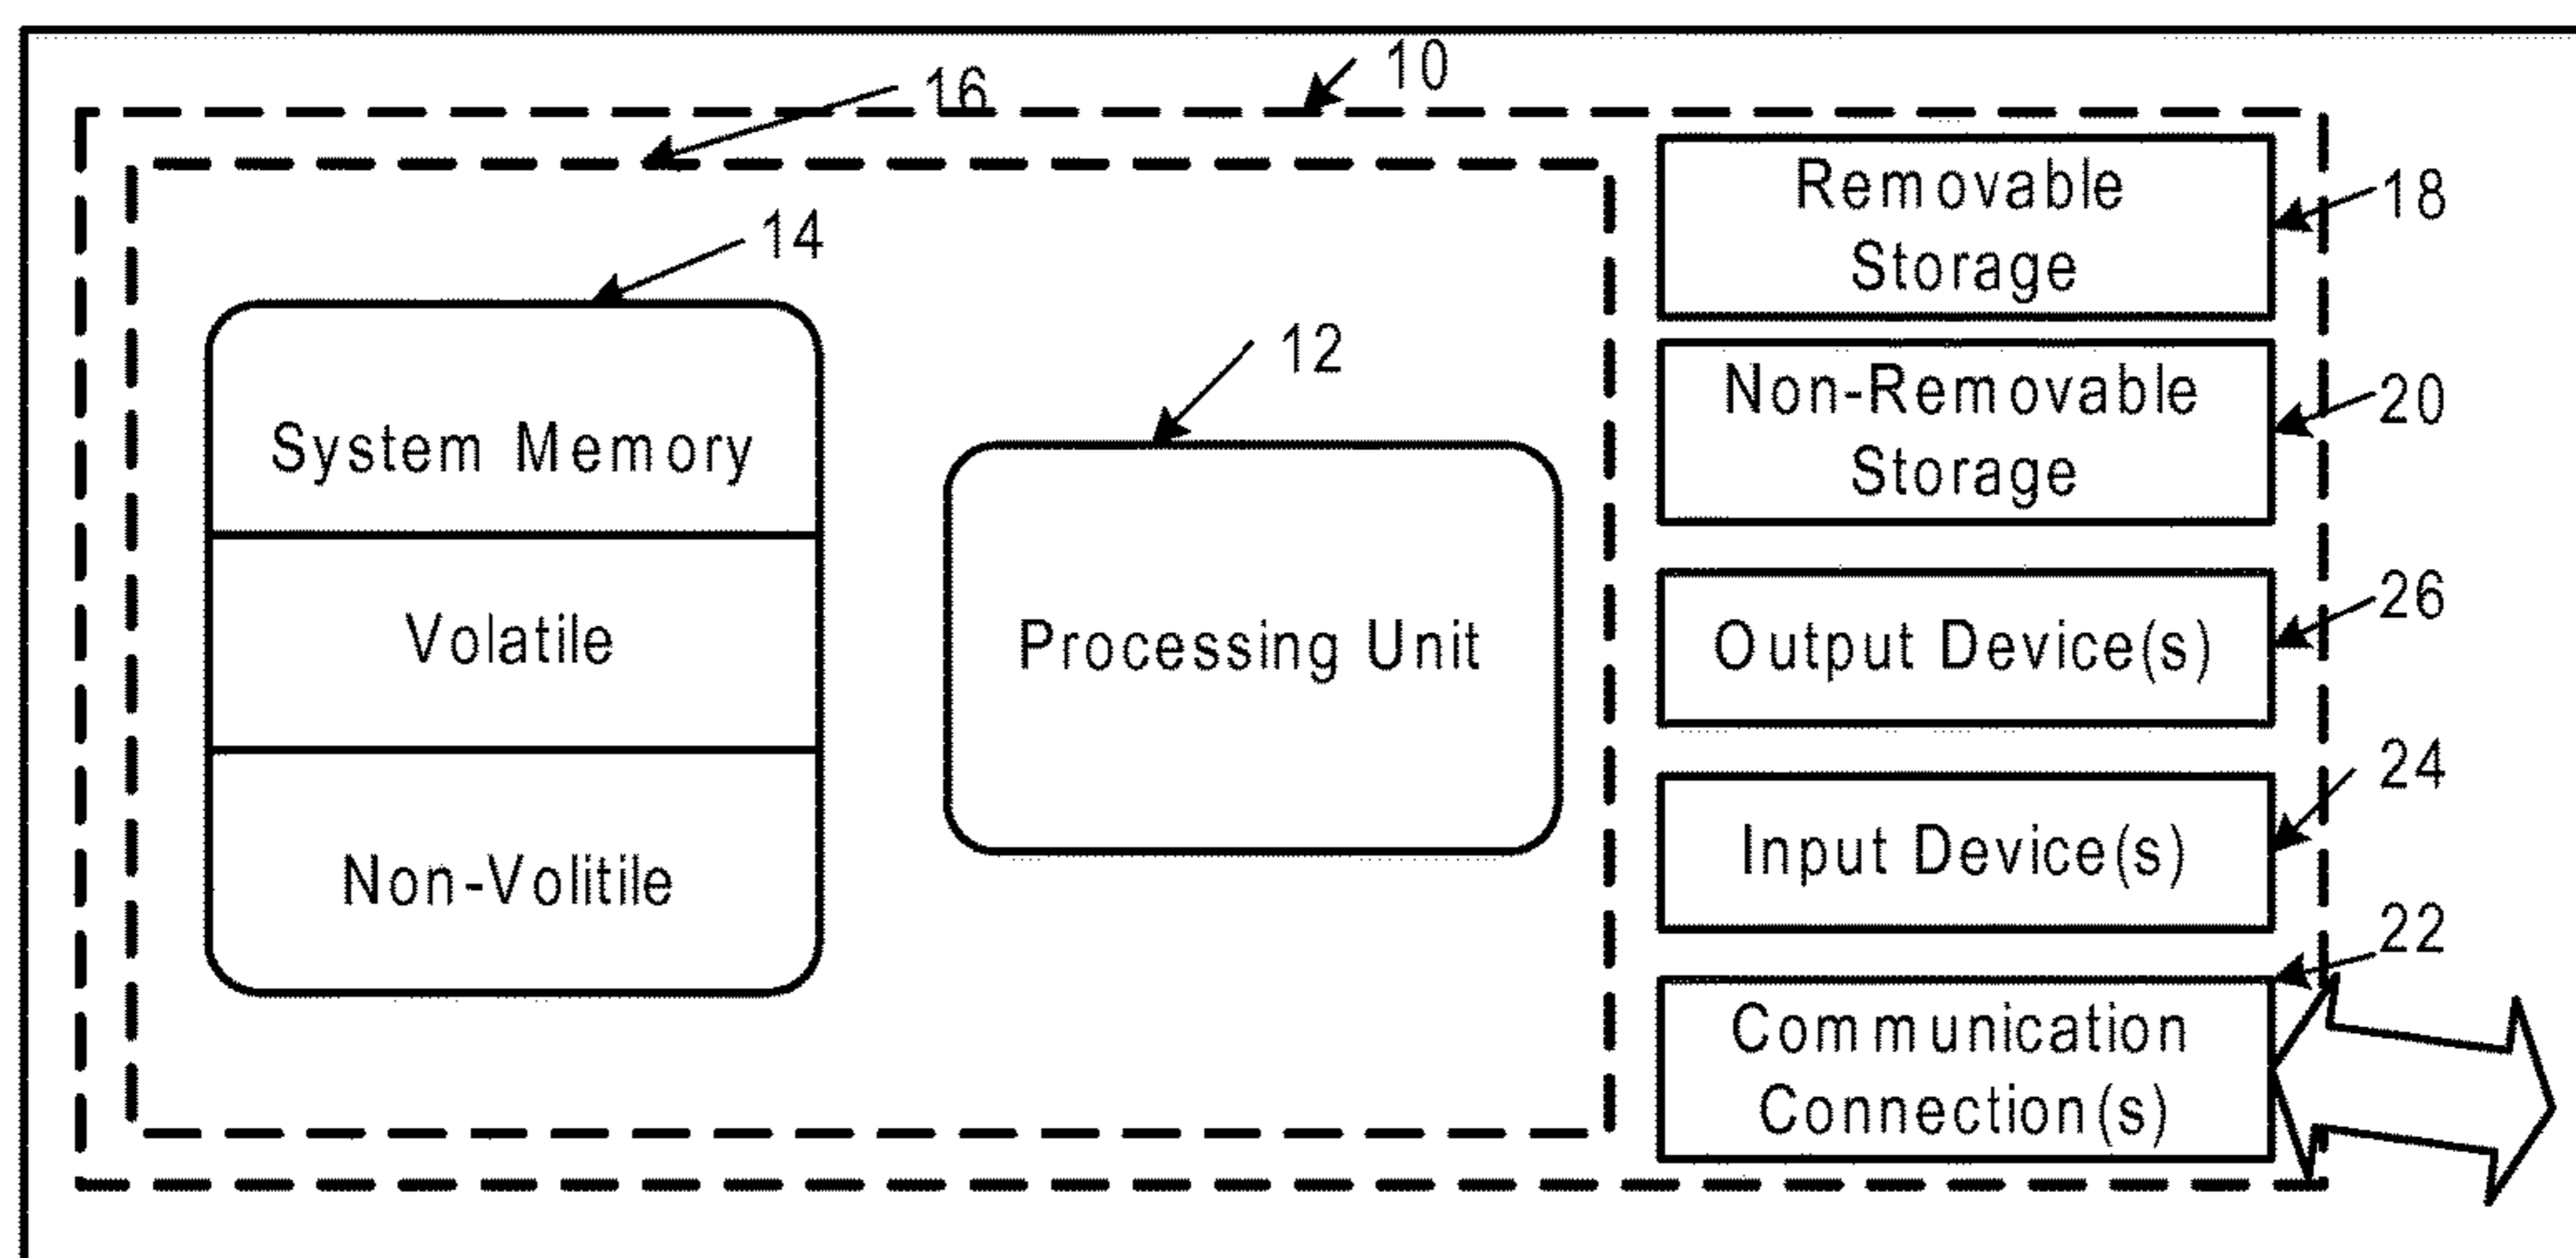 10
16
Removable
Storage
18
14
12
Non-Removable
Storage
20
System Memory
Output Device(s)
26
Volatile
Processing Unit
Input Device(s)
24
Non-Volitile
22
Communication
Connection(s)